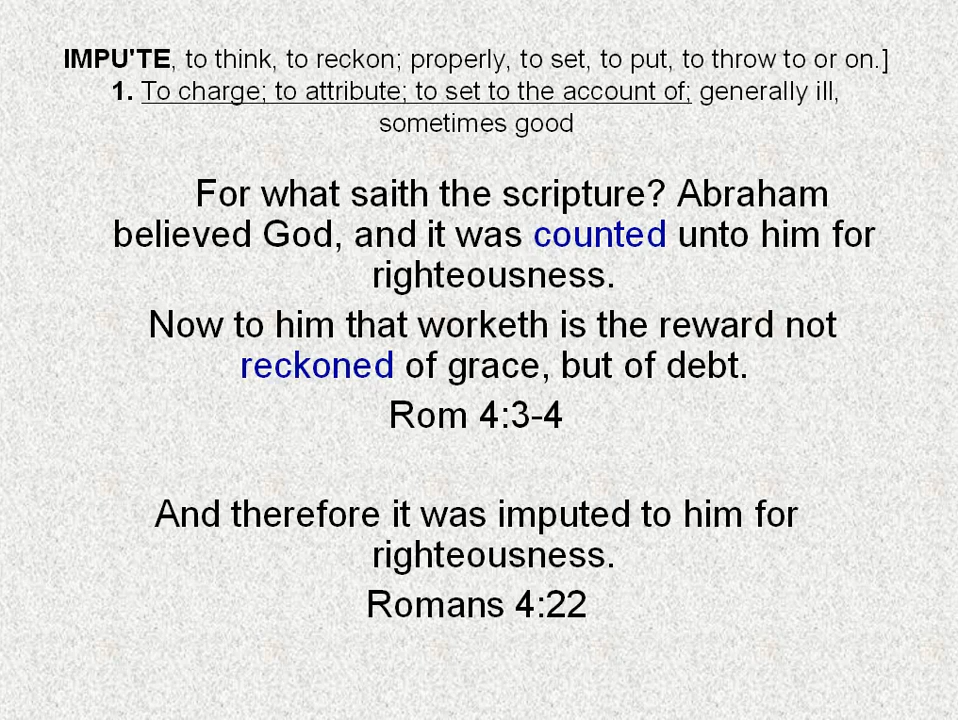 IMPU'TE, to think, to reckon; properly, to set, to put, to throw to or on.]
1. To charge; to attribute; to set to the account of; generally ill,
sometimes good
For what saith the scripture? Abraham
believed God, and it was counted unto him for
righteousness.
Now to him that worketh is the reward not
reckoned of grace, but of debt.
Rom 4:3-4
And therefore it was imputed to him for
righteousness.
Romans 4:22